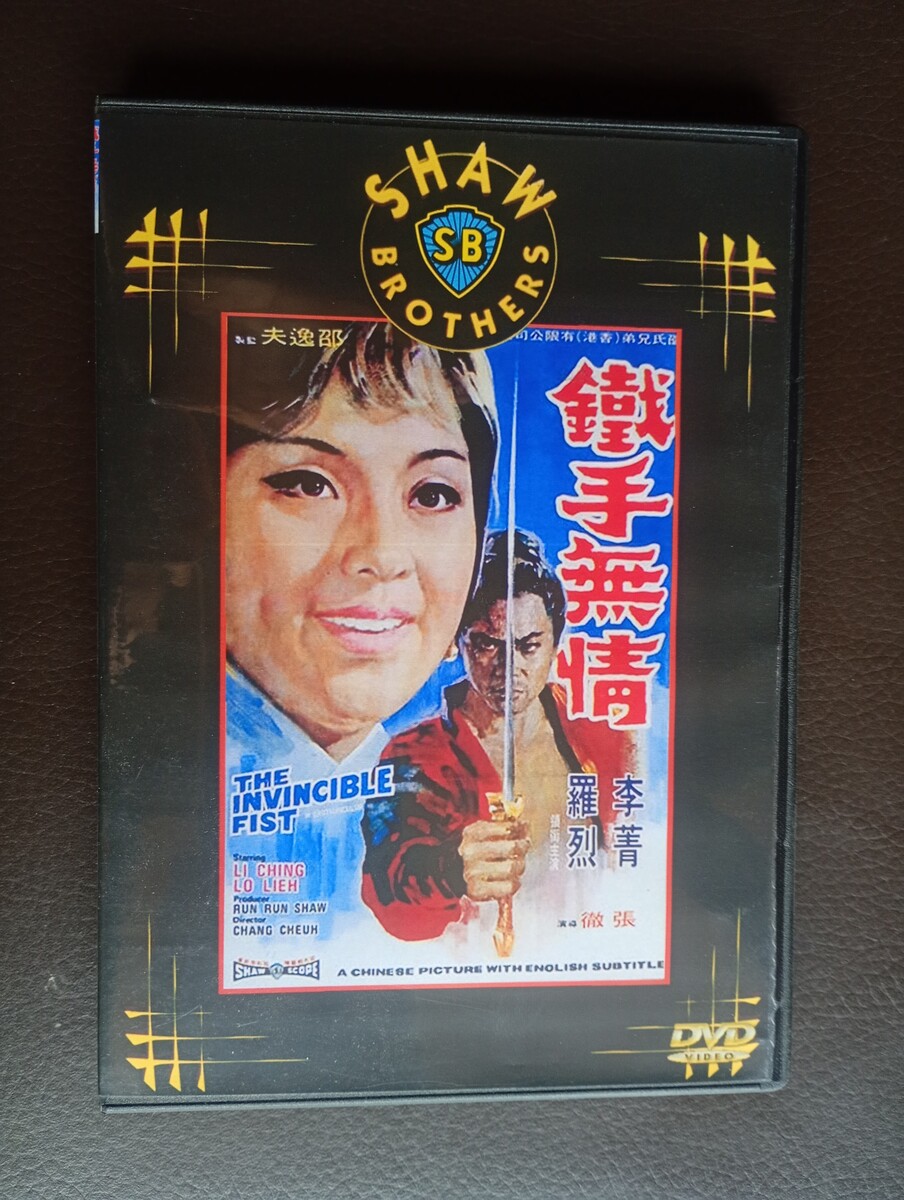 SHAW
SB
BROTHERS
邵逸夫 監製
邵氏兄弟(香港)有限公司
鐵手無情
THE
INVINCIBLE
FIST
李菁
羅烈
領銜主演
Starring
LI CHING
LO LIEH
Producer
RUN RUN SHAW
Director
CHANG CHEUH
張徹 導演
SHAW SCOPE
A CHINESE PICTURE WITH ENGLISH SUBTITLE
DVD
VIDEO